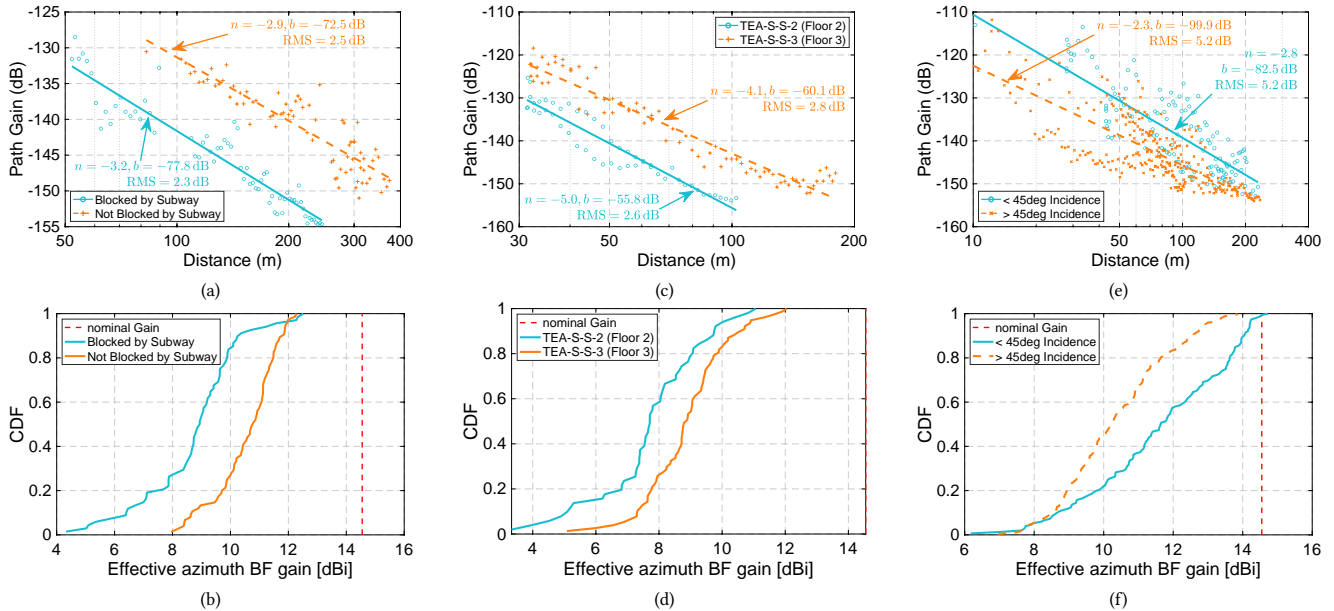 -125
-130
-135
-140
-145
-150
-155
Path Gain (dB)
n = −2.9, b = −72.5 dB
RMS = 2.5 dB
n = −3.2, b = −77.8 dB
RMS = 2.3 dB
Blocked by Subway
Not Blocked by Subway
50 100 200 300 400
Distance (m)
(a)
-110
-120
-130
-140
-150
-160
Path Gain (dB)
TEA-S-S-2 (Floor 2)
TEA-S-S-3 (Floor 3)
n = −4.1, b = −60.1 dB
RMS = 2.8 dB
n = −5.0, b = −55.8 dB
RMS = 2.6 dB
30 50 100 200
Distance (m)
(c)
-110
-120
-130
-140
-150
-160
Path Gain (dB)
n = −2.3, b = −99.9 dB
RMS = 5.2 dB
n = −2.8
b = −82.5 dB
RMS = 5.2 dB
< 45deg Incidence
> 45deg Incidence
10 50 100 200 400
Distance (m)
(e)
1
0.8
0.6
0.4
0.2
0
CDF
nominal Gain
Blocked by Subway
Not Blocked by Subway
4 6 8 10 12 14 16
Effective azimuth BF gain [dBi]
(b)
1
0.8
0.6
0.4
0.2
0
CDF
nominal Gain
TEA-S-S-2 (Floor 2)
TEA-S-S-3 (Floor 3)
4 6 8 10 12 14
Effective azimuth BF gain [dBi]
(d)
1
0.8
0.6
0.4
0.2
0
CDF
nominal Gain
< 45deg Incidence
> 45deg Incidence
6 8 10 12 14 16
Effective azimuth BF gain [dBi]
(f)